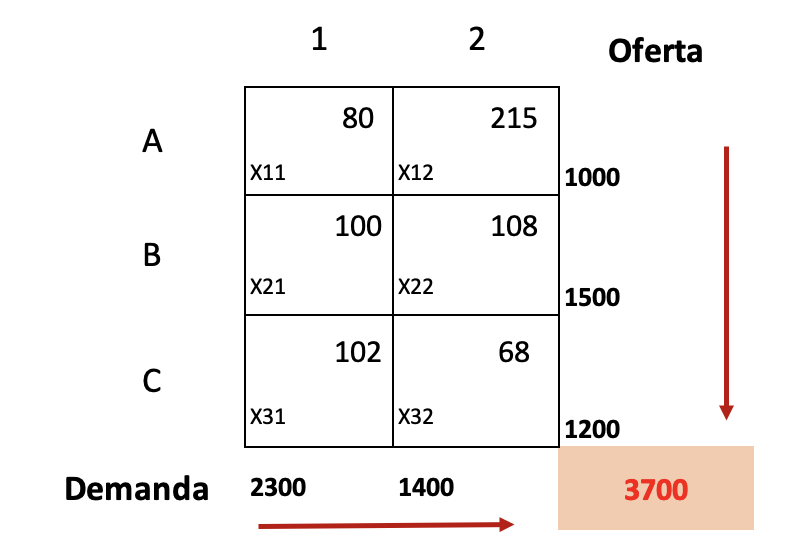 1 2 Oferta
A 80 215
X11 X12 1000
B 100 108
X21 X22 1500
C 102 68
X31 X32 1200
Demanda 2300 1400 3700